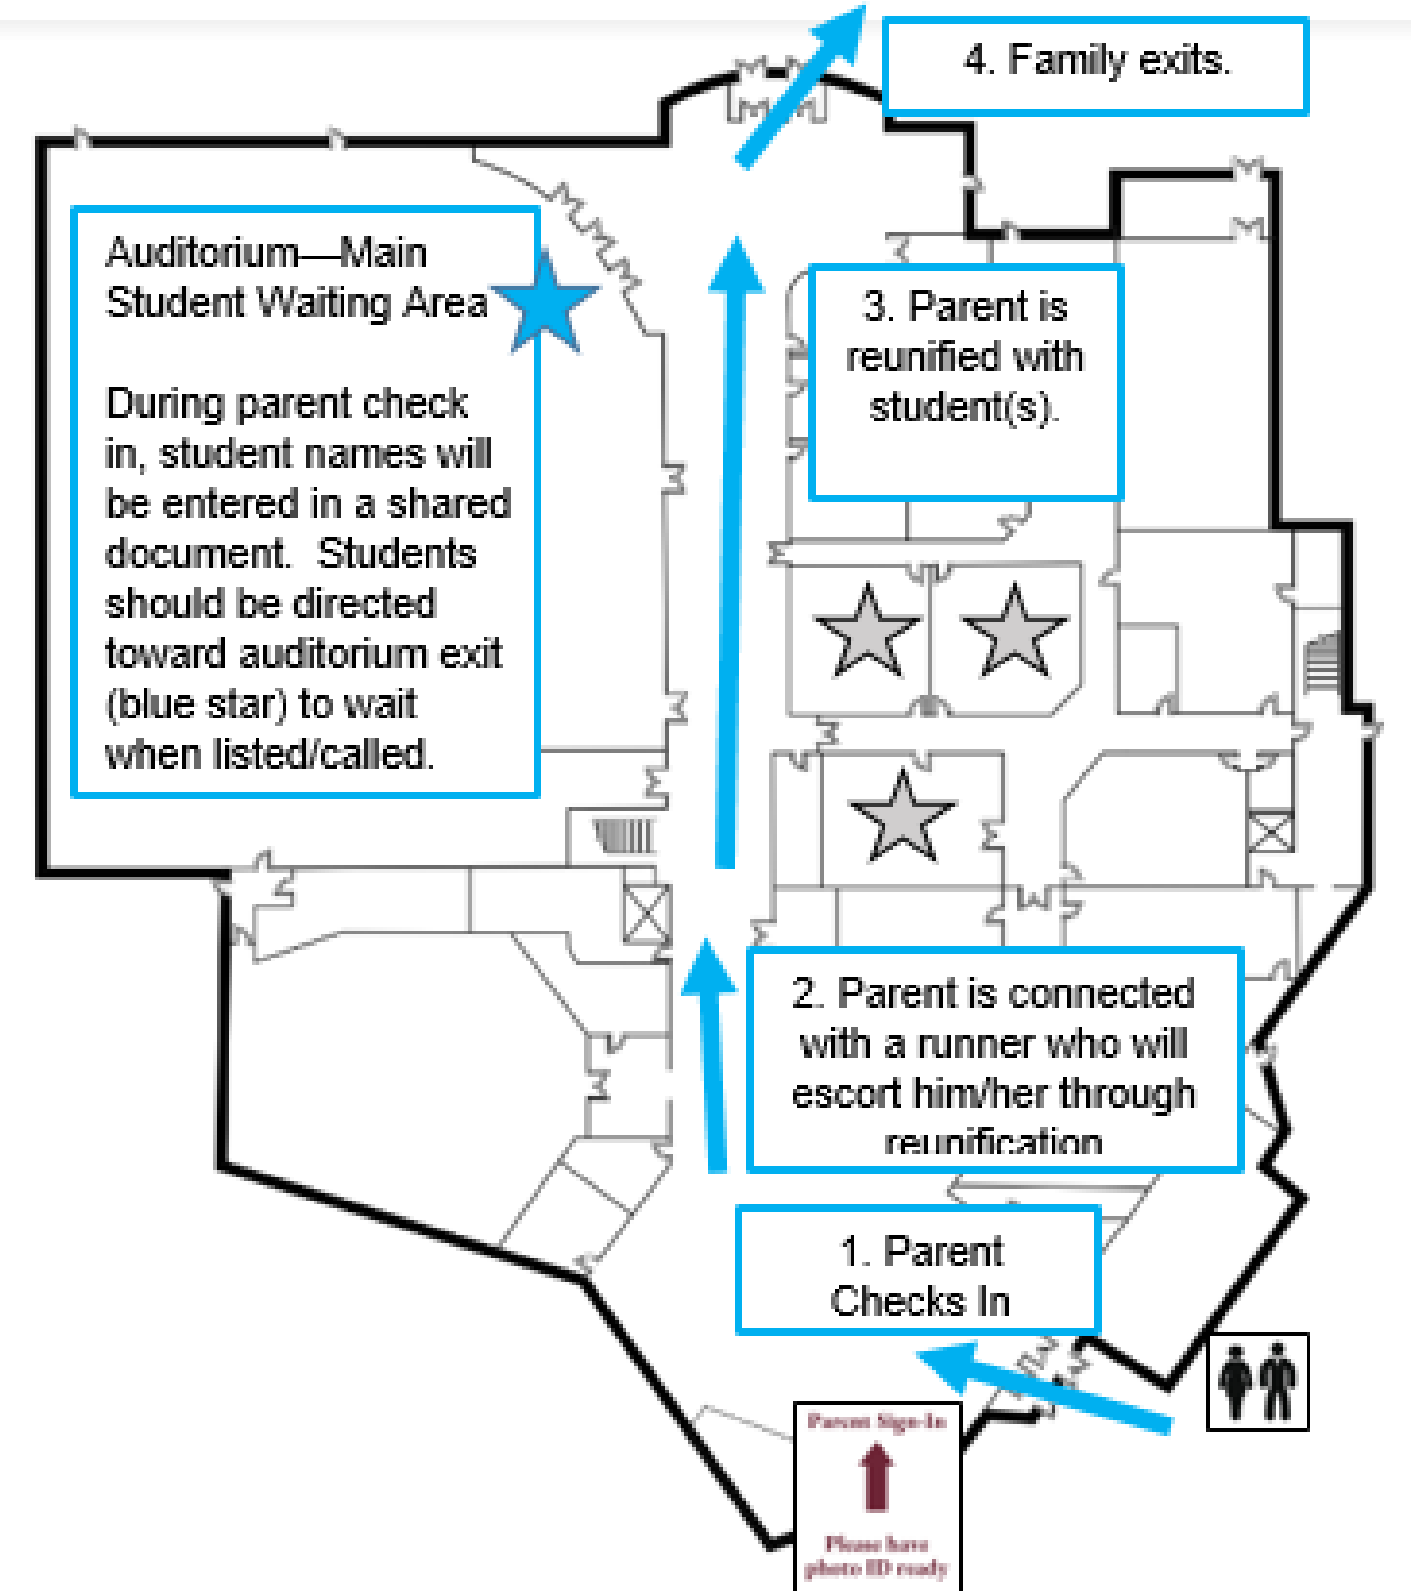 4. Family exits.
Auditorium—Main
Student Waiting Area
During parent check
in, student names will
be entered in a shared
document. Students
should be directed
toward auditorium exit
(blue star) to wait
when listed/called.
3. Parent is
reunified with
student(s).
2. Parent is connected
with a runner who will
escort him/her through
reunification
1. Parent
Checks In
Parent Sign-In
Please have
photo ID ready